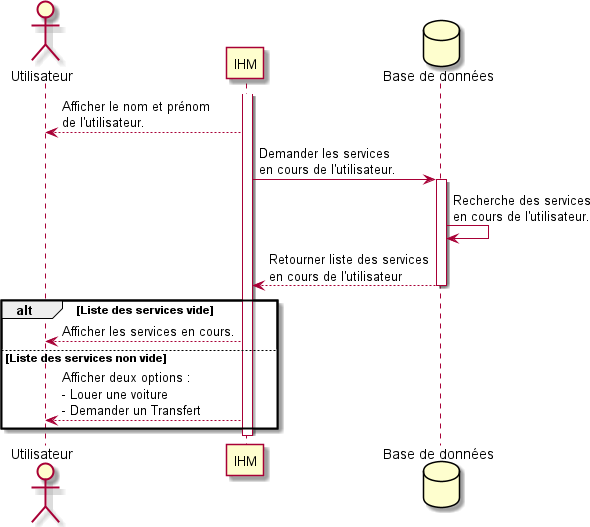 Utilisateur
IHM
Base de données
Afficher le nom et prénom
de l'utilisateur.
Demander les services
en cours de l'utilisateur.
Recherche des services
en cours de l'utilisateur.
Retourner liste des services
en cours de l'utilisateur
alt [Liste des services vide]
Afficher les services en cours.
[Liste des services non vide]
Afficher deux options :
- Louer une voiture
- Demander un Transfert
Utilisateur
IHM
Base de données